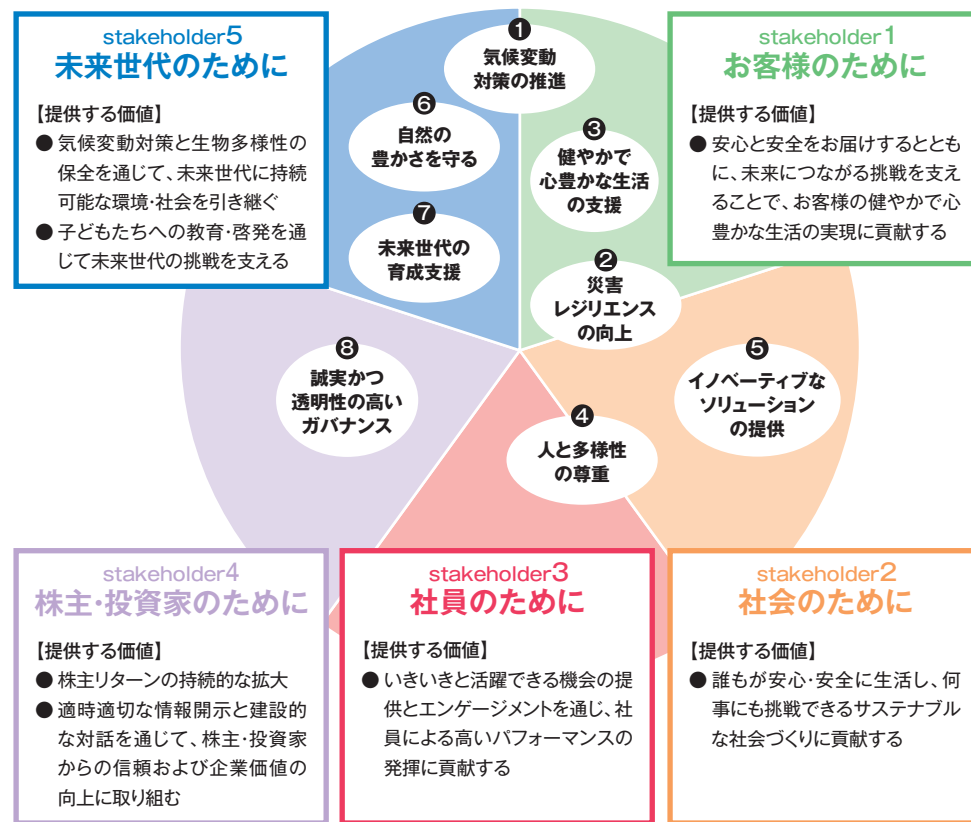 stakeholder5
未来世代のために
【提供する価値】
● 気候変動対策と生物多様性の
保全を通じて、未来世代に持続
可能な環境・社会を引き継ぐ
● 子どもたちへの教育・啓発を通
じて未来世代の挑戦を支える
❶
気候変動
対策の推進
❻
自然の
豊かさを守る
❸
健やかで
心豊かな生活
の支援
❼
未来世代の
育成支援
❷
災害
レジリエンス
の向上
stakeholder1
お客様のために
【提供する価値】
● 安心と安全をお届けするととも
に、未来につながる挑戦を支え
ることで、お客様の健やかで心
豊かな生活の実現に貢献する
❽
誠実かつ
透明性の高い
ガバナンス
❹
人と多様性
の尊重
❺
イノベーティブな
ソリューション
の提供
stakeholder4
株主・投資家のために
【提供する価値】
● 株主リターンの持続的な拡大
● 適時適切な情報開示と建設的
な対話を通じて、株主・投資家
からの信頼および企業価値の
向上に取り組む
stakeholder3
社員のために
【提供する価値】
● いきいきと活躍できる機会の提
供とエンゲージメントを通じ、社
員による高いパフォーマンスの
発揮に貢献する
stakeholder2
社会のために
【提供する価値】
● 誰もが安心・安全に生活し、何
事にも挑戦できるサステナブル
な社会づくりに貢献する